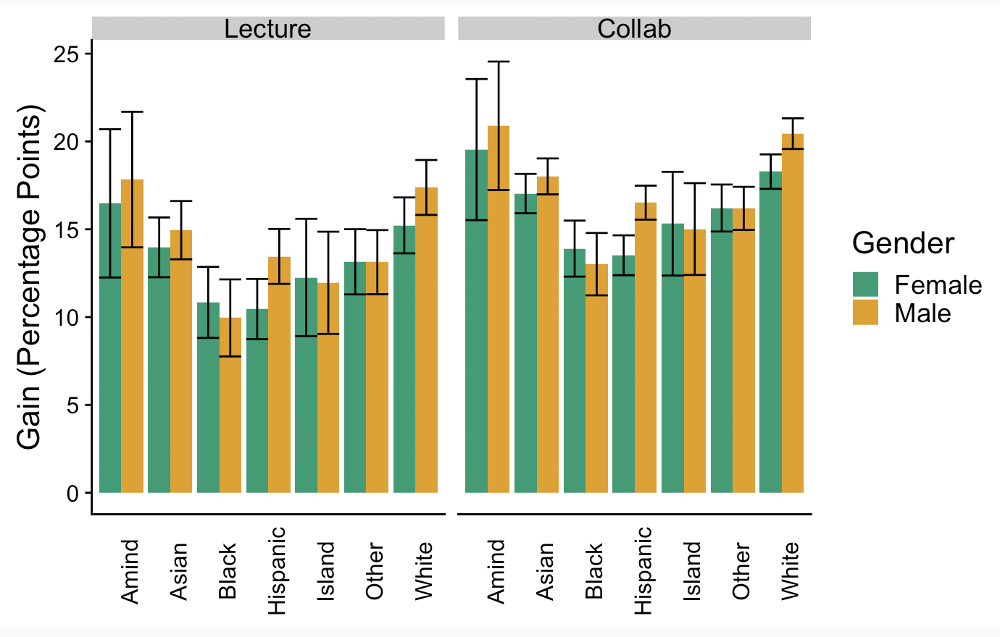 Lecture
Collab
Gain (Percentage Points)
25
20
15
10
5
0
Amind
Asian
Black
Hispanic
Island
Other
White
Amind
Asian
Black
Hispanic
Island
Other
White
Gender
Female
Male